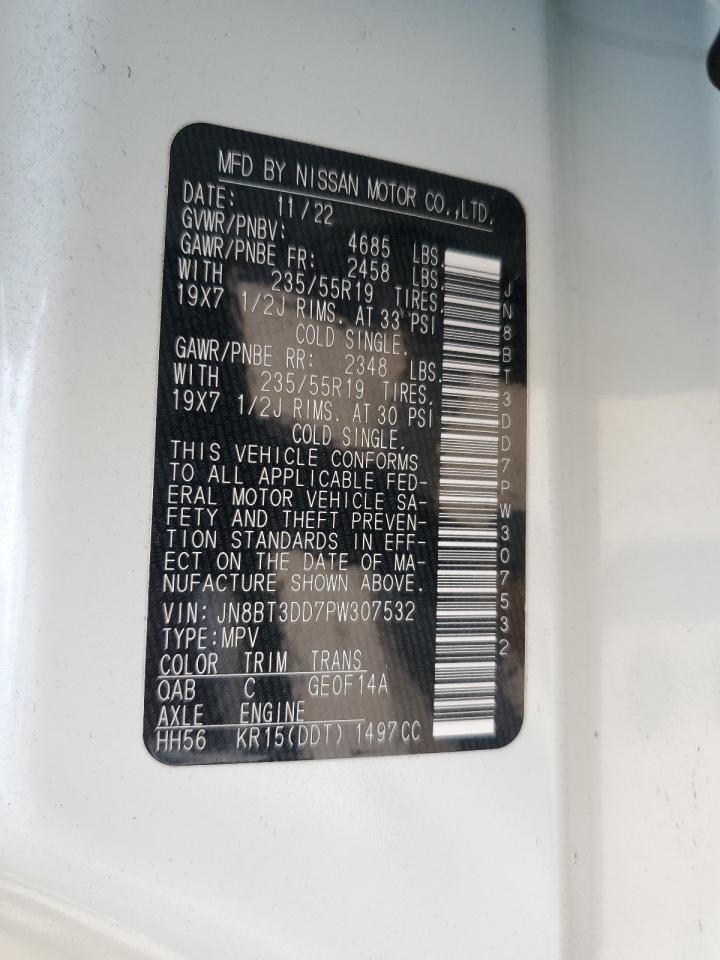 MFD BY NISSAN MOTOR CO.,LTD.
DATE: 11/22
GVWR/PNBV: 4685 LBS.
GAWR/PNBE FR: 2458 LBS.
WITH 235/55R19 TIRES.
19X7 1/2J RIMS. AT 33 PSI
COLD SINGLE.
GAWR/PNBE RR: 2348 LBS.
WITH 235/55R19 TIRES.
19X7 1/2J RIMS. AT 30 PSI
COLD SINGLE.
THIS VEHICLE CONFORMS
TO ALL APPLICABLE FED-
ERAL MOTOR VEHICLE SA-
FETY AND THEFT PREVEN-
TION STANDARDS IN EFF-
ECT ON THE DATE OF MA-
NUFACTURE SHOWN ABOVE.
VIN: JN8BT3DD7PW307532
TYPE:MPV
COLOR TRIM TRANS
QAB C GE0F14A
AXLE ENGINE
HH56 KR15(DDT) 1497CC
JN8BT3DD7PW307532